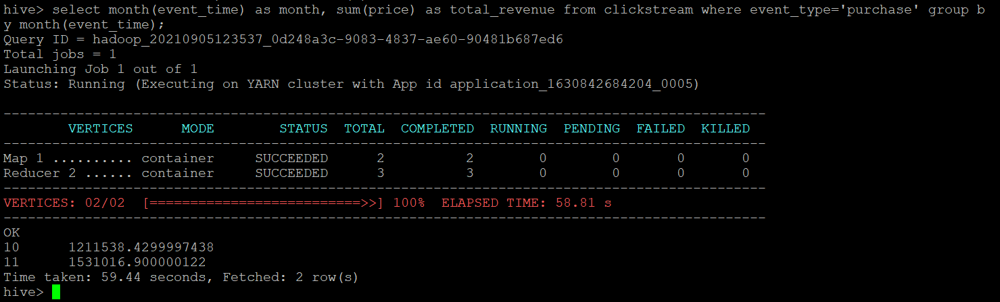 hive> select month(event_time) as month, sum(price) as total_revenue from clickstream where event_type='purchase' group b
y month(event_time);
Query ID = hadoop_20210905123537_0d248a3c-9083-4837-ae60-90481b687ed6
Total jobs = 1
Launching Job 1 out of 1
Status: Running (Executing on YARN cluster with App id application_1630842684204_0005)
----------------------------------------------------------------------------------------------
        VERTICES      MODE        STATUS  TOTAL  COMPLETED  RUNNING  PENDING  FAILED  KILLED
----------------------------------------------------------------------------------------------
Map 1 .......... container     SUCCEEDED      2          2        0        0       0       0
Reducer 2 ...... container     SUCCEEDED      3          3        0        0       0       0
----------------------------------------------------------------------------------------------
VERTICES: 02/02  [==========================>>] 100%  ELAPSED TIME: 58.81 s
----------------------------------------------------------------------------------------------
OK
10      1211538.4299997438
11      1531016.900000122
Time taken: 59.44 seconds, Fetched: 2 row(s)
hive>